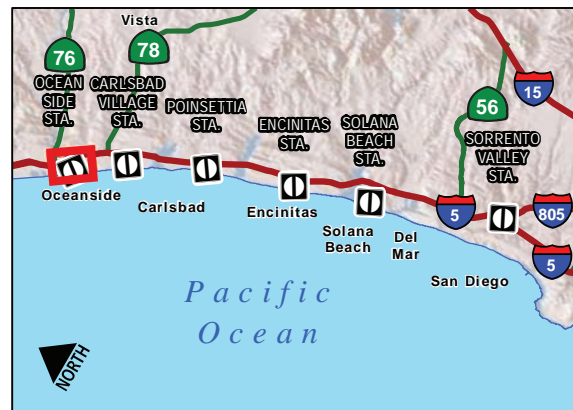 Vista
76
78
OCEAN
SIDE
STA.
CARLSBAD
VILLAGE
STA.
POINSETTIA
STA.
ENCINITAS
STA.
SOLANA
BEACH
STA.
56
15
SORRENTO
VALLEY
STA.
Oceanside
Carlsbad
Encinitas
Solana
Beach
Del
Mar
5
805
5
San Diego
Pacific
Ocean
NORTH